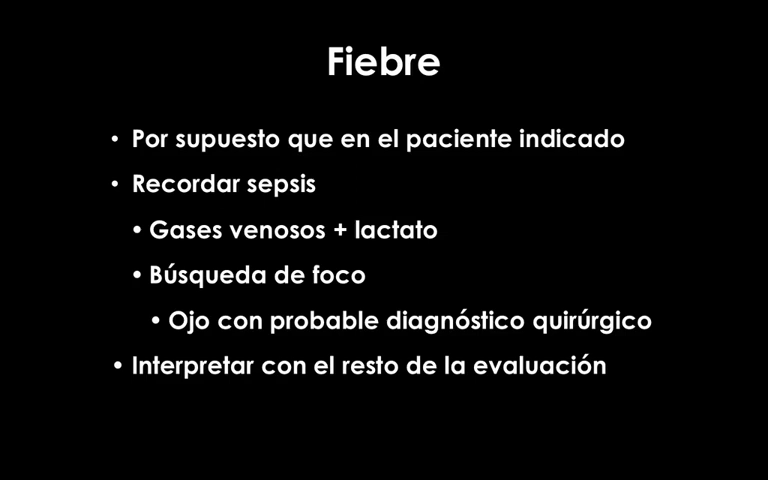 Fiebre
• Por supuesto que en el paciente indicado
• Recordar sepsis
• Gases venosos + lactato
• Búsqueda de foco
• Ojo con probable diagnóstico quirúrgico
• Interpretar con el resto de la evaluación